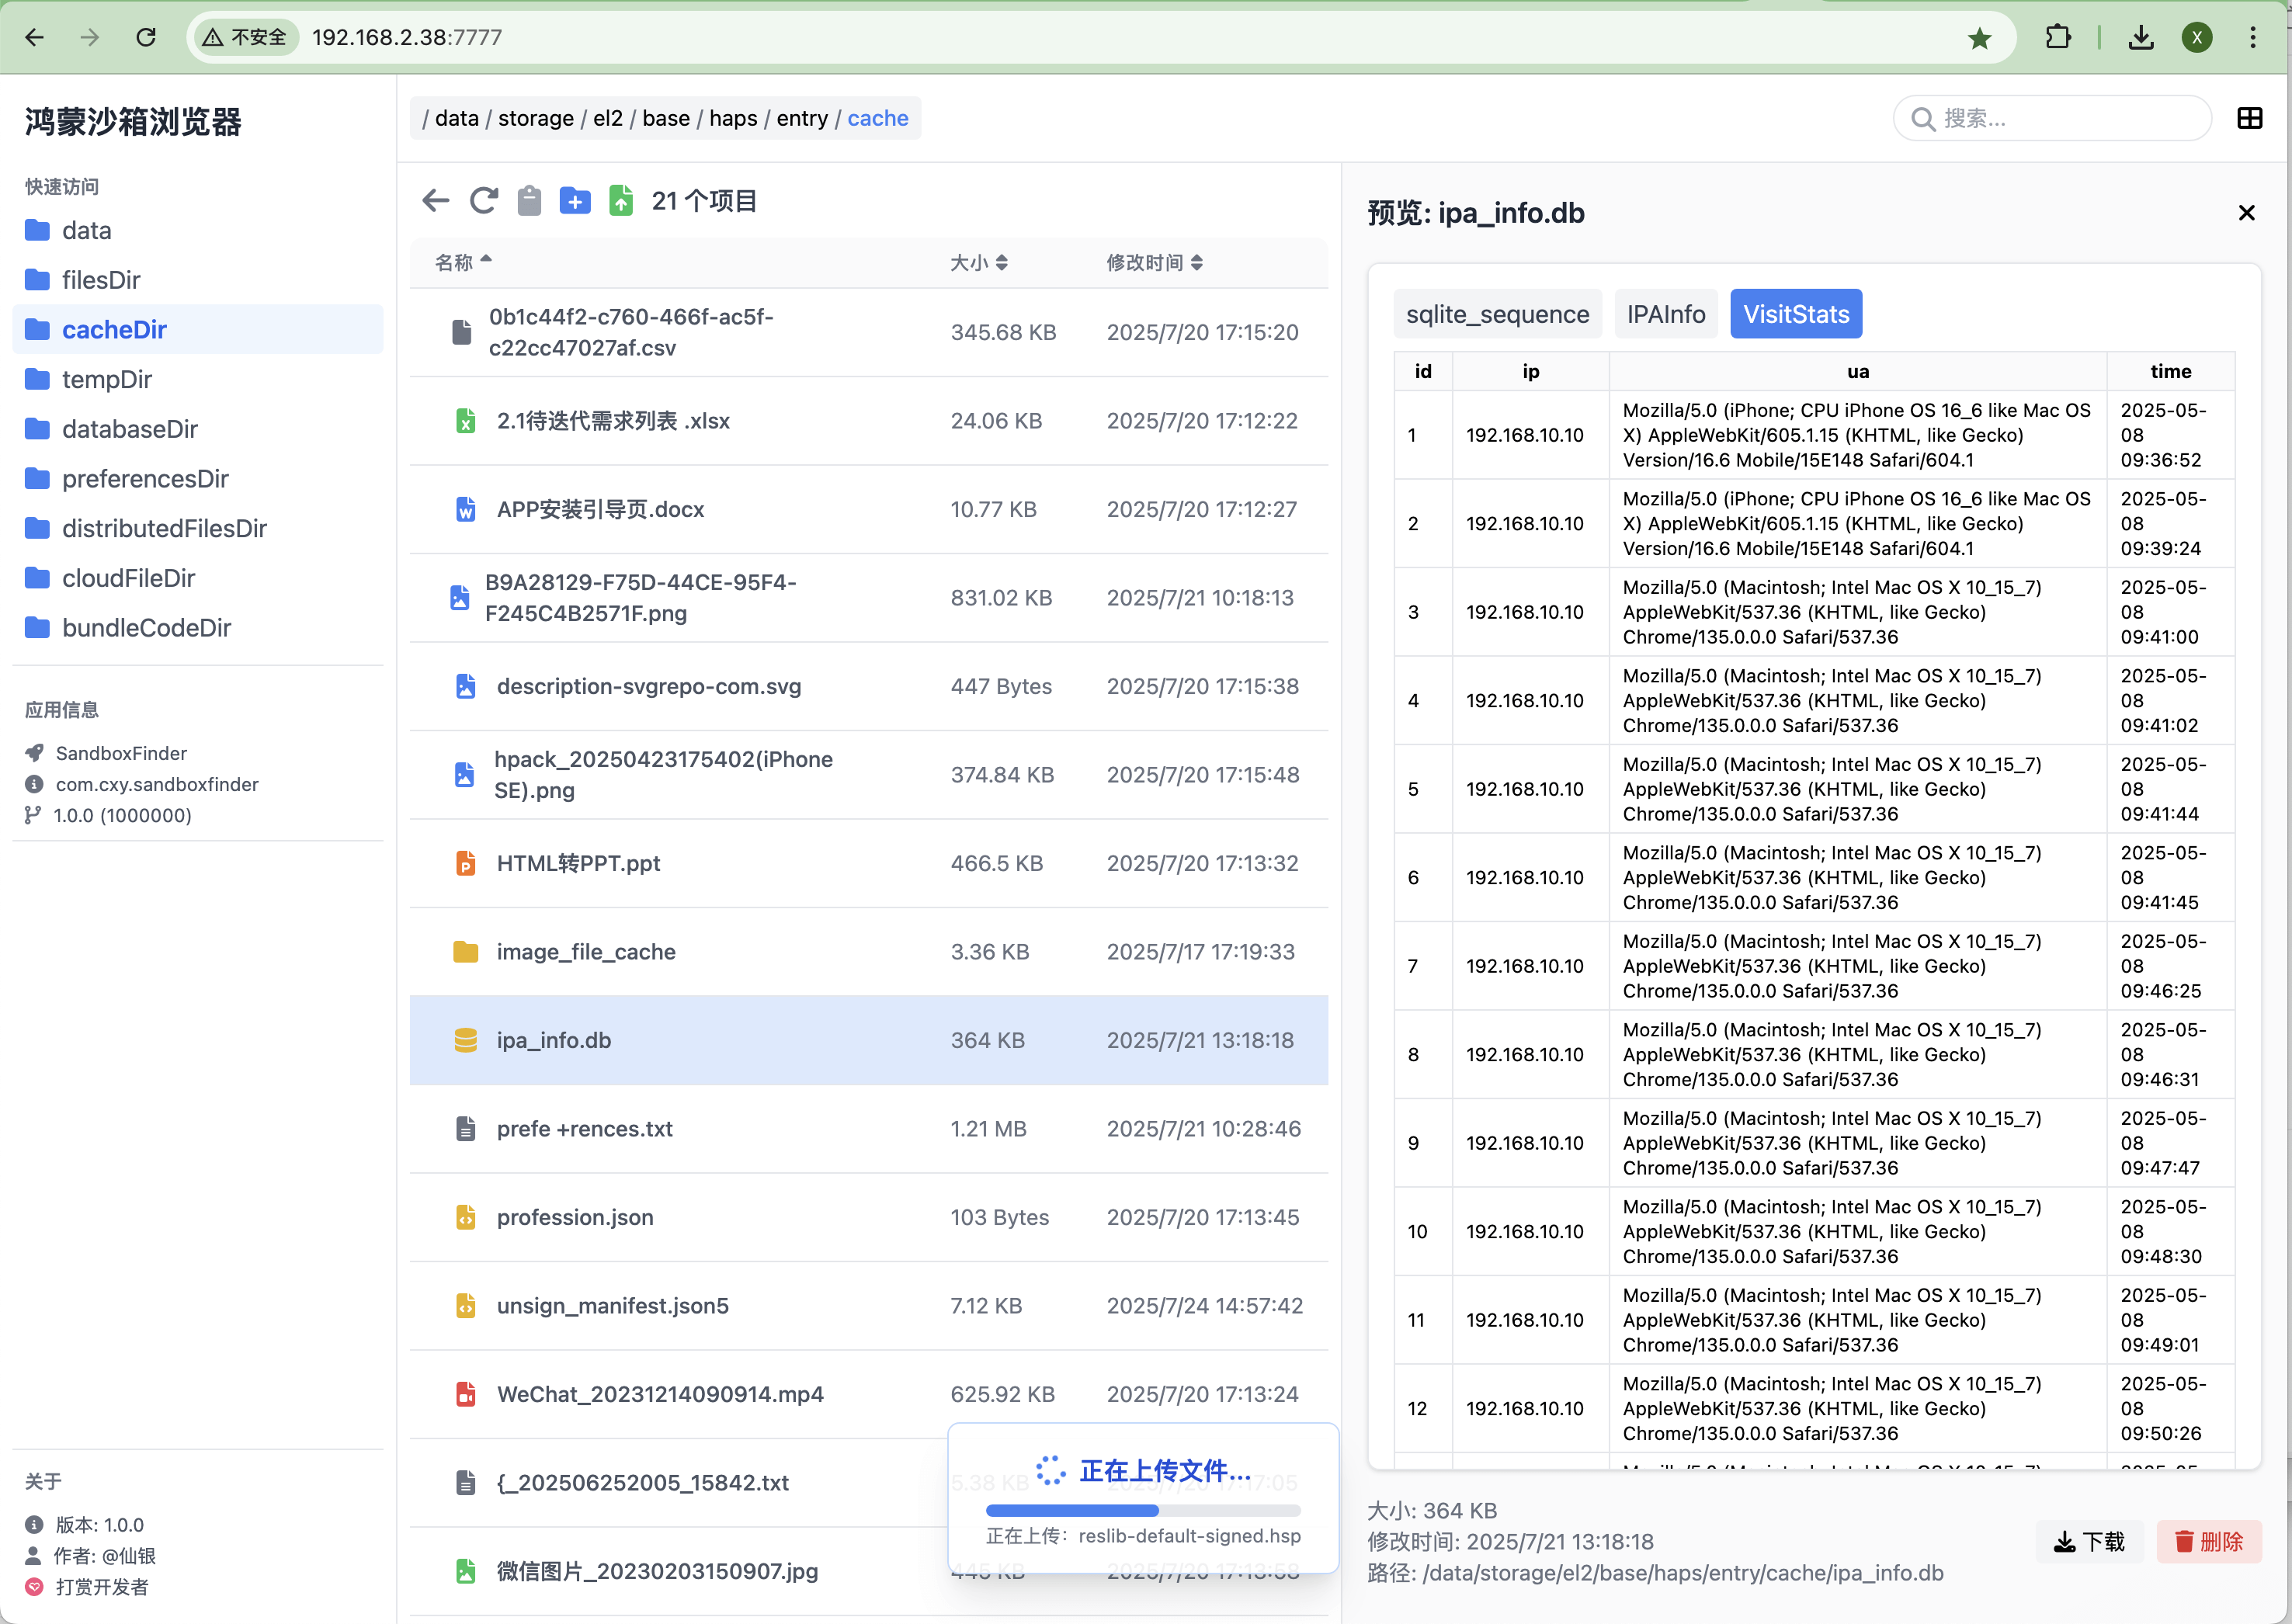 不安全
192.168.2.38:7777
X
鸿蒙沙箱浏览器
快速访问
data
filesDir
cacheDir
tempDir
databaseDir
preferencesDir
distributedFilesDir
cloudFileDir
bundleCodeDir
应用信息
SandboxFinder
com.cxy.sandboxfinder
1.0.0 (1000000)
关于
版本: 1.0.0
作者: @仙银
打赏开发者
/ data / storage / el2 / base / haps / entry / cache
搜索...
21 个项目
名称 大小 修改时间
0b1c44f2-c760-466f-ac5f-
c22cc47027af.csv
345.68 KB 2025/7/20 17:15:20
2.1待迭代需求列表 .xlsx 24.06 KB 2025/7/20 17:12:22
APP安装引导页.docx 10.77 KB 2025/7/20 17:12:27
B9A28129-F75D-44CE-95F4-
F245C4B2571F.png
831.02 KB 2025/7/21 10:18:13
description-svgrepo-com.svg 447 Bytes 2025/7/20 17:15:38
hpack_20250423175402(iPhone
SE).png
374.84 KB 2025/7/20 17:15:48
HTML转PPT.ppt 466.5 KB 2025/7/20 17:13:32
image_file_cache 3.36 KB 2025/7/17 17:19:33
ipa_info.db 364 KB 2025/7/21 13:18:18
prefe +rences.txt 1.21 MB 2025/7/21 10:28:46
profession.json 103 Bytes 2025/7/20 17:13:45
unsign_manifest.json5 7.12 KB 2025/7/24 14:57:42
WeChat_20231214090914.mp4 625.92 KB 2025/7/20 17:13:24
{_202506252005_15842.txt 5.38 KB
微信图片_20230203150907.jpg 445 KB 2025/7/20 17:13:58
正在上传文件...
正在上传: reslib-default-signed.hsp
预览: ipa_info.db
sqlite_sequence IPAInfo VisitStats
id ip ua time
1 192.168.10.10 Mozilla/5.0 (iPhone; CPU iPhone OS 16_6 like Mac OS 2025-05-
X) AppleWebKit/605.1.15 (KHTML, like Gecko) 08
Version/16.6 Mobile/15E148 Safari/604.1 09:36:52
2 192.168.10.10 Mozilla/5.0 (iPhone; CPU iPhone OS 16_6 like Mac OS 2025-05-
X) AppleWebKit/605.1.15 (KHTML, like Gecko) 08
Version/16.6 Mobile/15E148 Safari/604.1 09:39:24
3 192.168.10.10 Mozilla/5.0 (Macintosh; Intel Mac OS X 10_15_7) 2025-05-
AppleWebKit/537.36 (KHTML, like Gecko) 08
Chrome/135.0.0.0 Safari/537.36 09:41:00
4 192.168.10.10 Mozilla/5.0 (Macintosh; Intel Mac OS X 10_15_7) 2025-05-
AppleWebKit/537.36 (KHTML, like Gecko) 08
Chrome/135.0.0.0 Safari/537.36 09:41:02
5 192.168.10.10 Mozilla/5.0 (Macintosh; Intel Mac OS X 10_15_7) 2025-05-
AppleWebKit/537.36 (KHTML, like Gecko) 08
Chrome/135.0.0.0 Safari/537.36 09:41:44
6 192.168.10.10 Mozilla/5.0 (Macintosh; Intel Mac OS X 10_15_7) 2025-05-
AppleWebKit/537.36 (KHTML, like Gecko) 08
Chrome/135.0.0.0 Safari/537.36 09:41:45
7 192.168.10.10 Mozilla/5.0 (Macintosh; Intel Mac OS X 10_15_7) 2025-05-
AppleWebKit/537.36 (KHTML, like Gecko) 08
Chrome/135.0.0.0 Safari/537.36 09:46:25
8 192.168.10.10 Mozilla/5.0 (Macintosh; Intel Mac OS X 10_15_7) 2025-05-
AppleWebKit/537.36 (KHTML, like Gecko) 08
Chrome/135.0.0.0 Safari/537.36 09:46:31
9 192.168.10.10 Mozilla/5.0 (Macintosh; Intel Mac OS X 10_15_7) 2025-05-
AppleWebKit/537.36 (KHTML, like Gecko) 08
Chrome/135.0.0.0 Safari/537.36 09:47:47
10 192.168.10.10 Mozilla/5.0 (Macintosh; Intel Mac OS X 10_15_7) 2025-05-
AppleWebKit/537.36 (KHTML, like Gecko) 08
Chrome/135.0.0.0 Safari/537.36 09:48:30
11 192.168.10.10 Mozilla/5.0 (Macintosh; Intel Mac OS X 10_15_7) 2025-05-
AppleWebKit/537.36 (KHTML, like Gecko) 08
Chrome/135.0.0.0 Safari/537.36 09:49:01
12 192.168.10.10 Mozilla/5.0 (Macintosh; Intel Mac OS X 10_15_7) 2025-05-
AppleWebKit/537.36 (KHTML, like Gecko) 08
Chrome/135.0.0.0 Safari/537.36 09:50:26
大小: 364 KB
修改时间: 2025/7/21 13:18:18
路径: /data/storage/el2/base/haps/entry/cache/ipa_info.db
下载 删除